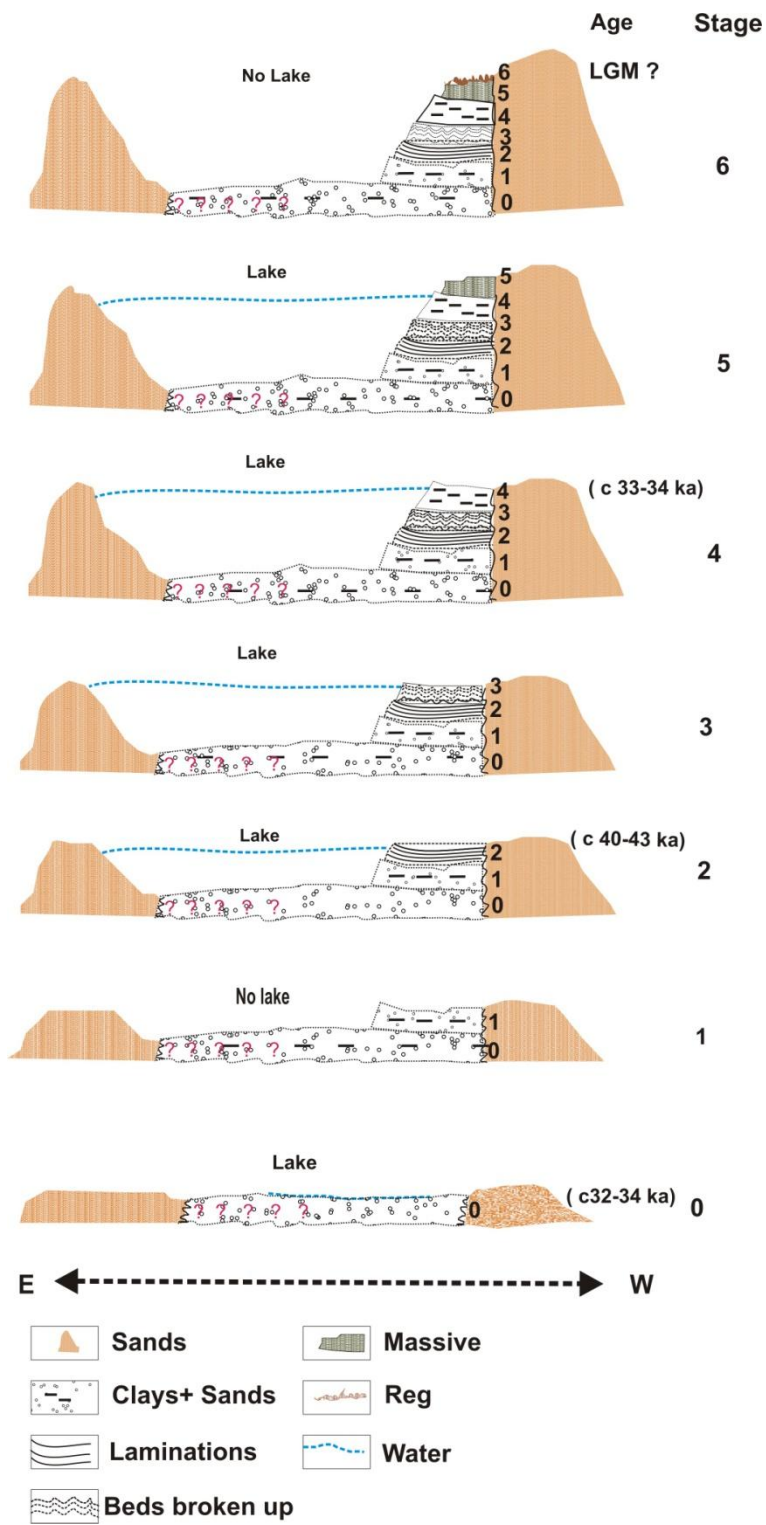 Age Stage
No Lake
LGM ?
6
5
4
3
2
1
0
? ? ? ? ?
6
Lake
5
4
3
2
1
0
? ? ? ? ?
5
Lake
( c 33-34 ka)
4
3
2
1
0
? ? ? ? ?
4
Lake
3
2
1
0
? ? ? ? ?
3
Lake
( c 40-43 ka)
2
1
0
? ? ? ? ?
2
No lake
1
0
? ? ? ? ?
1
Lake
( c32-34 ka)
0
? ? ? ? ?
0
E W
Sands Massive
Clays+ Sands Reg
Laminations Water
Beds broken up